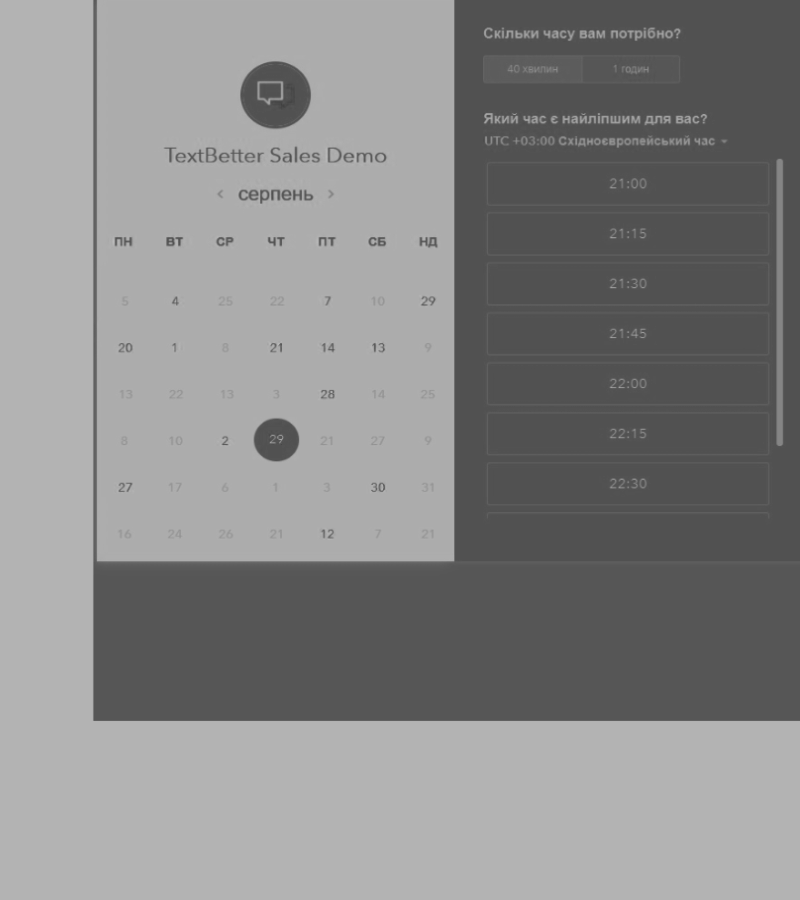 TextBetter Sales Demo
серпень
ПН ВТ СР ЧТ ПТ СБ НД
5 4 25 22 7 10 29
20 1 8 21 14 13 9
13 22 13 3 28 14 25
8 10 2 29 21 27 9
27 17 6 1 3 30 31
16 24 26 21 12 7 21
Скільки часу вам потрібно?
40 хвилин 1 годин
Який час є найліпшим для вас?
UTC +03:00 Східноєвропейський час
21:00
21:15
21:30
21:45
22:00
22:15
22:30